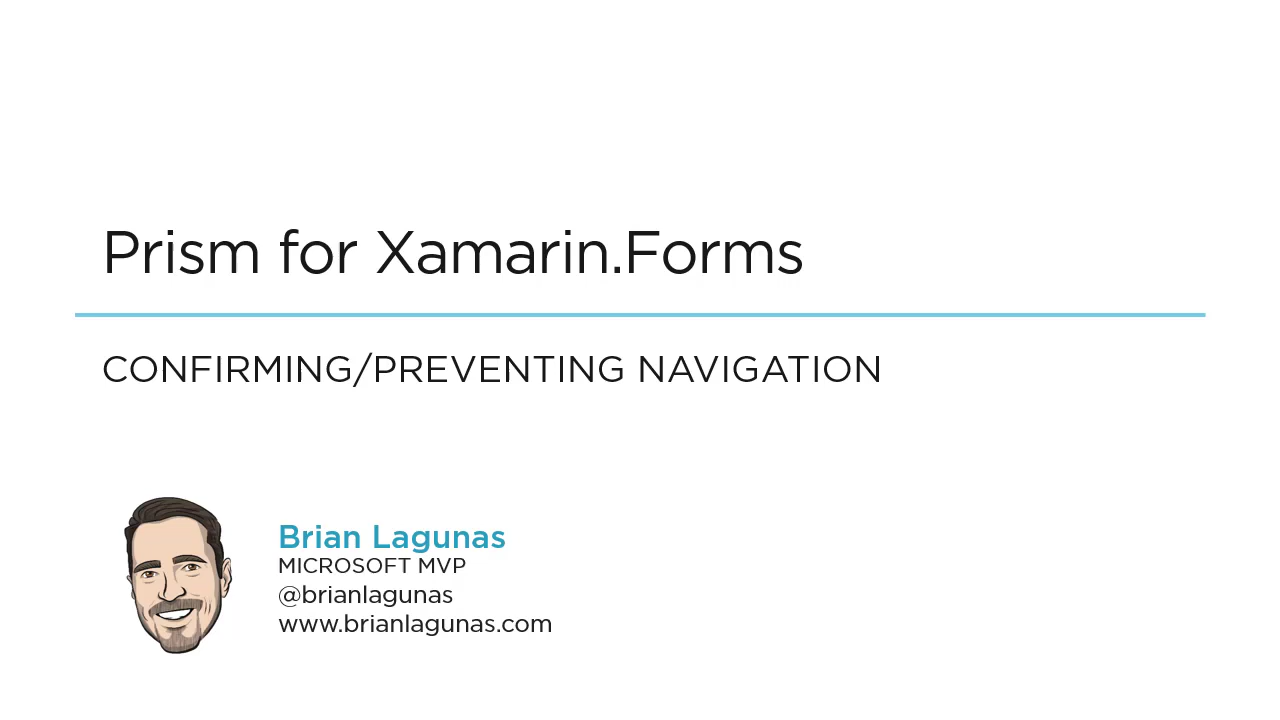 Prism for Xamarin.Forms
CONFIRMING/PREVENTING NAVIGATION
Brian Lagunas
MICROSOFT MVP
@brianlagunas
www.brianlagunas.com